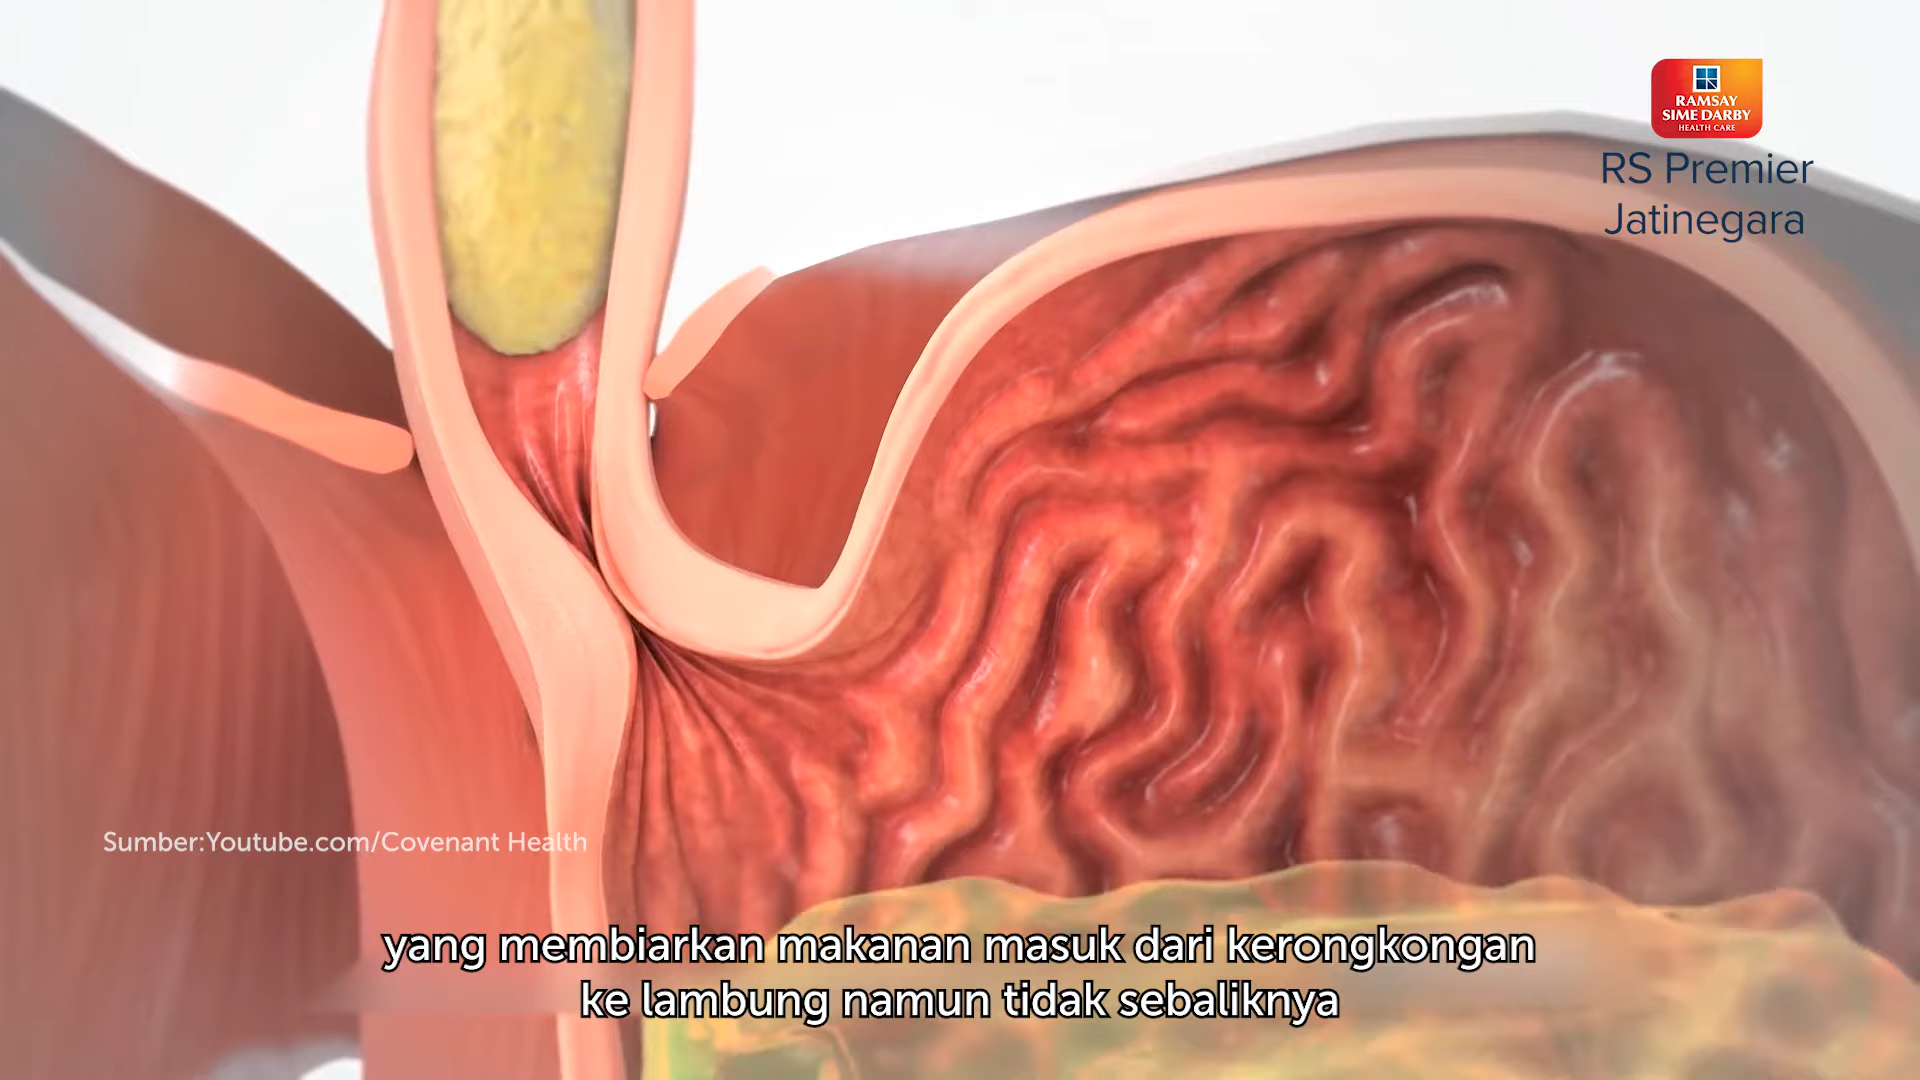 RAMSAY
SIME DARBY
HEALTH CARE
RS Premier
Jatinegara
Sumber:Youtube.com/Covenant Health
yang membiarkan makanan masuk dari kerongkongan
ke lambung namun tidak sebaliknya